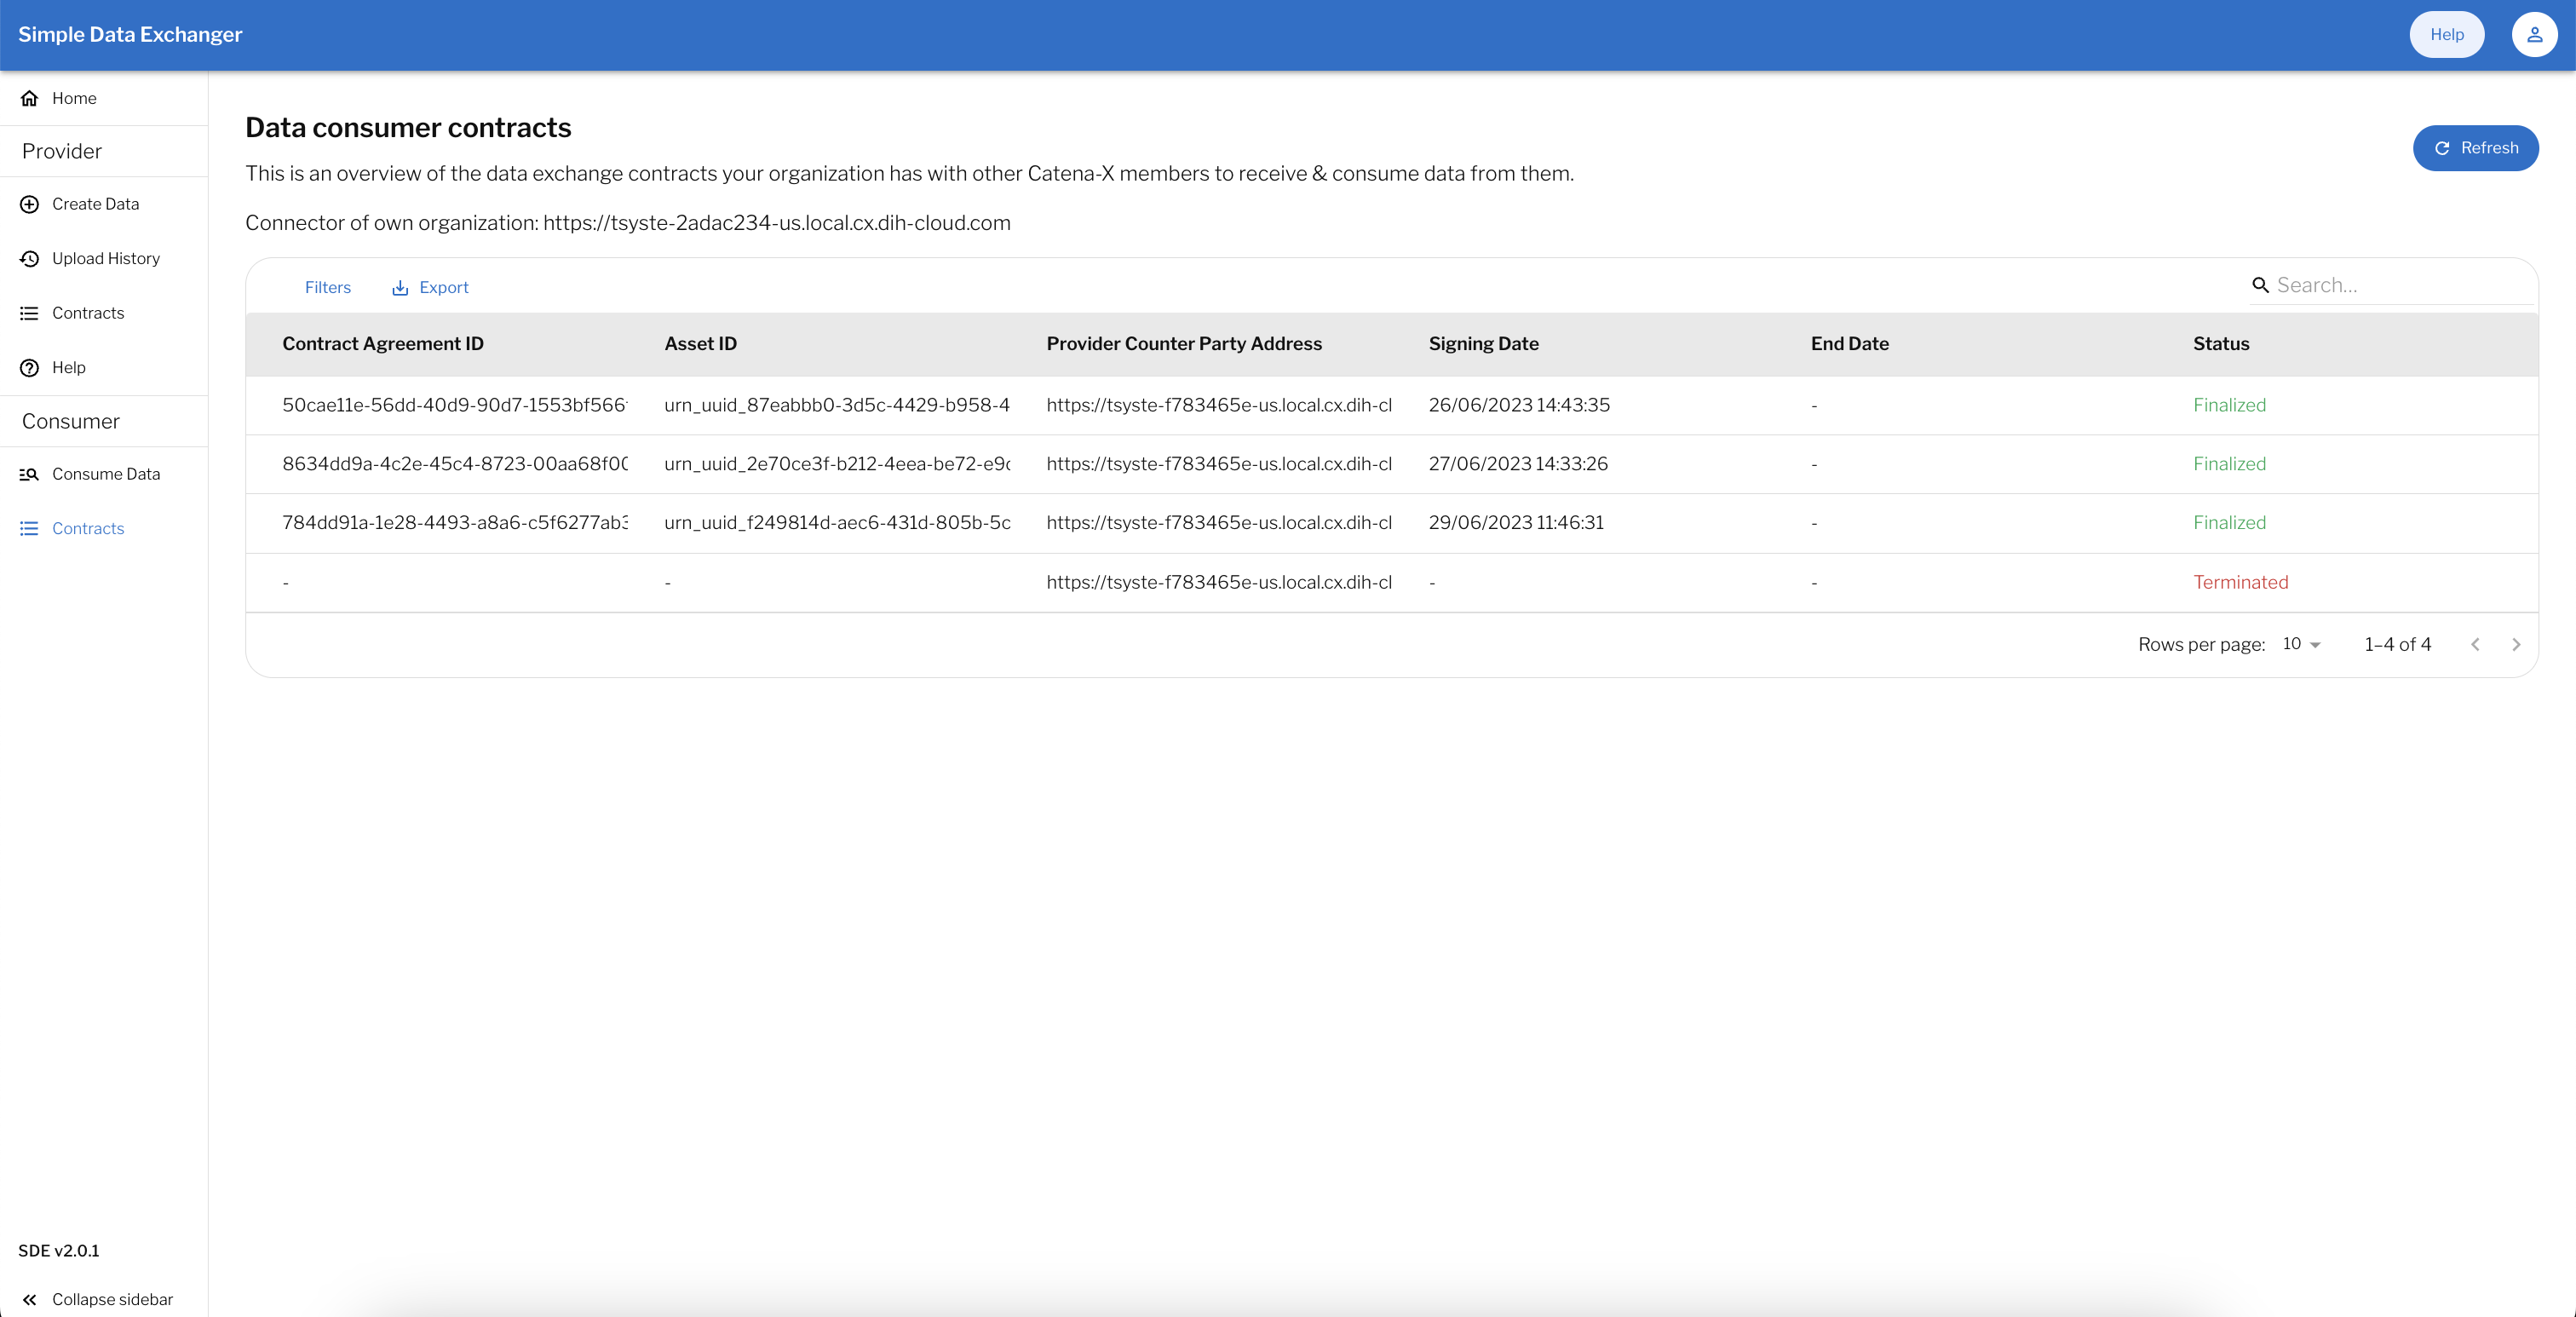 Simple Data Exchanger
Help
Home
Provider
Create Data
Upload History
Contracts
Help
Consumer
Consume Data
Contracts
SDE v2.0.1
Collapse sidebar
Data consumer contracts
Refresh
This is an overview of the data exchange contracts your organization has with other Catena-X members to receive & consume data from them.
Connector of own organization: https://tsyste-2adac234-us.local.cx.dih-cloud.com
Filters Export Search...
Contract Agreement ID Asset ID Provider Counter Party Address Signing Date End Date Status
50cae11e-56dd-40d9-90d7-1553bf566 urn_uuid_87eabbb0-3d5c-4429-b958-4 https://tsyste-f783465e-us.local.cx.dih-cl 26/06/2023 14:43:35 - Finalized
8634dd9a-4c2e-45c4-8723-00aa68f00 urn_uuid_2e70ce3f-b212-4eea-be72-e9 https://tsyste-f783465e-us.local.cx.dih-cl 27/06/2023 14:33:26 - Finalized
784dd91a-1e28-4493-a8a6-c5f6277ab3 urn_uuid_f249814d-aec6-431d-805b-5c https://tsyste-f783465e-us.local.cx.dih-cl 29/06/2023 11:46:31 - Finalized
- - https://tsyste-f783465e-us.local.cx.dih-cl - - Terminated
Rows per page: 10 1–4 of 4